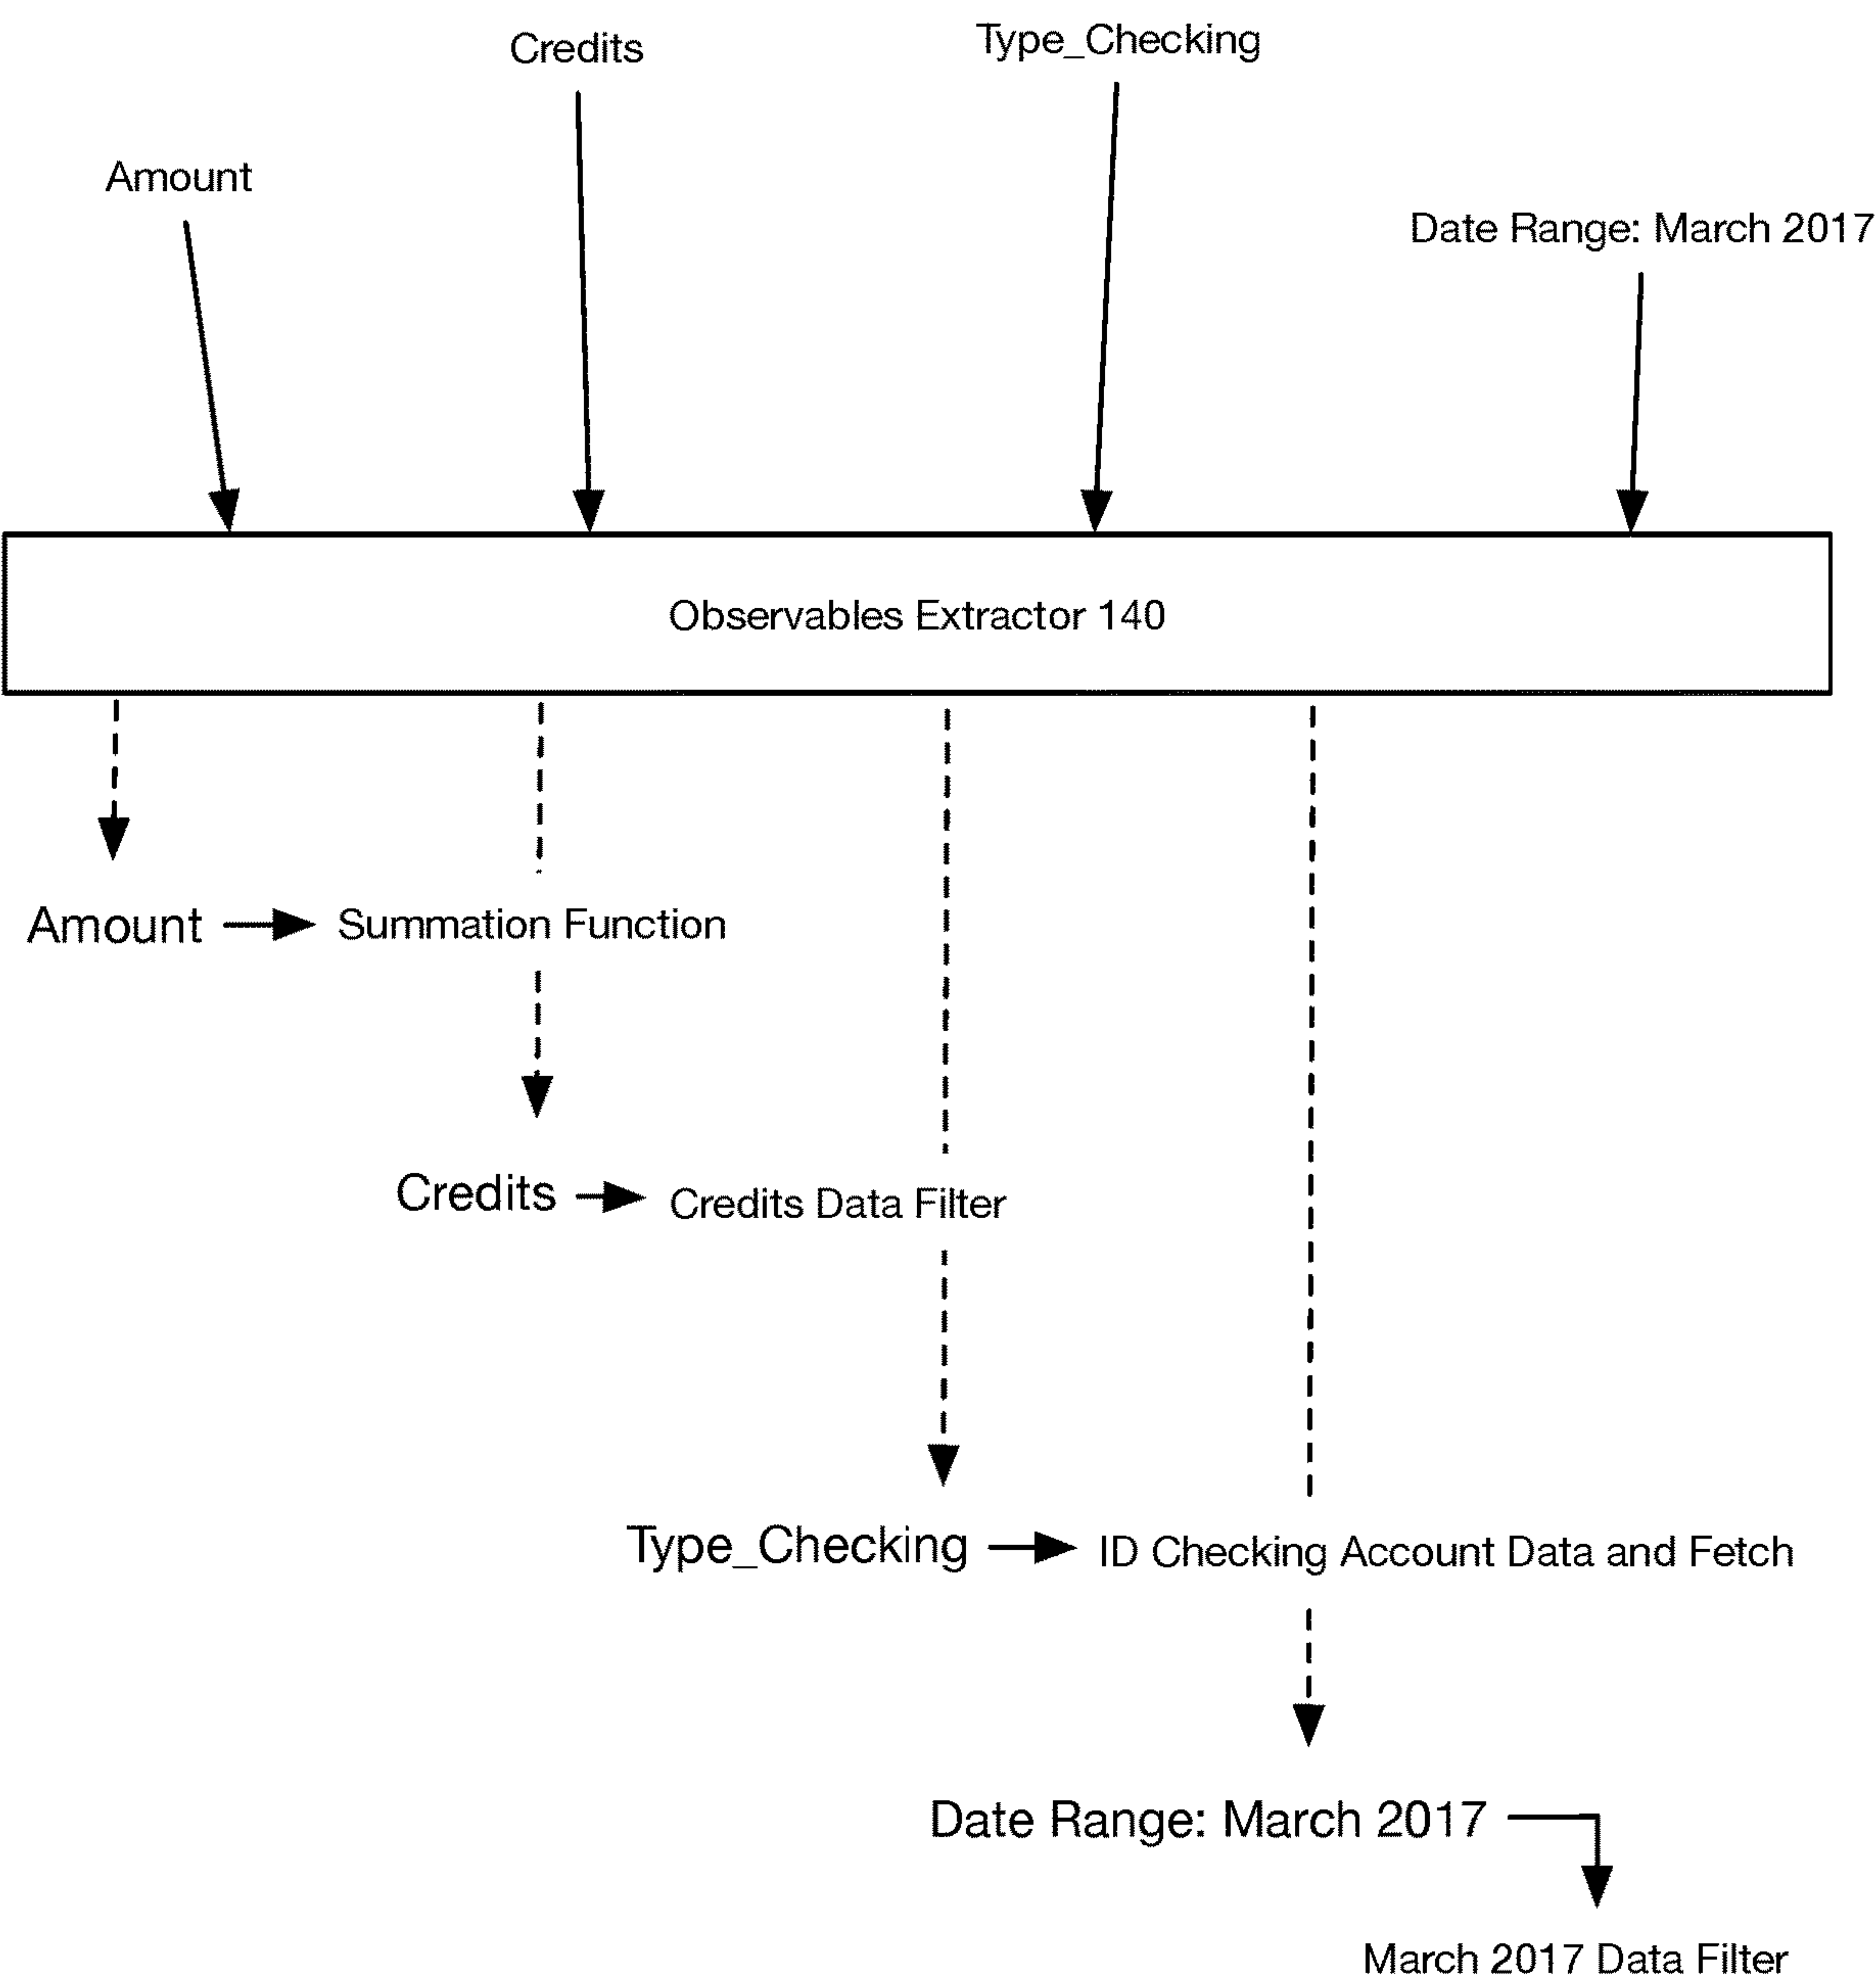 Credits
Type_Checking
Amount
Date Range: March 2017
Observables Extractor 140
Amount
Summation Function
Credits
Credits Data Filter
Type_Checking
ID Checking Account Data and Fetch
Date Range: March 2017
March 2017 Data Filter